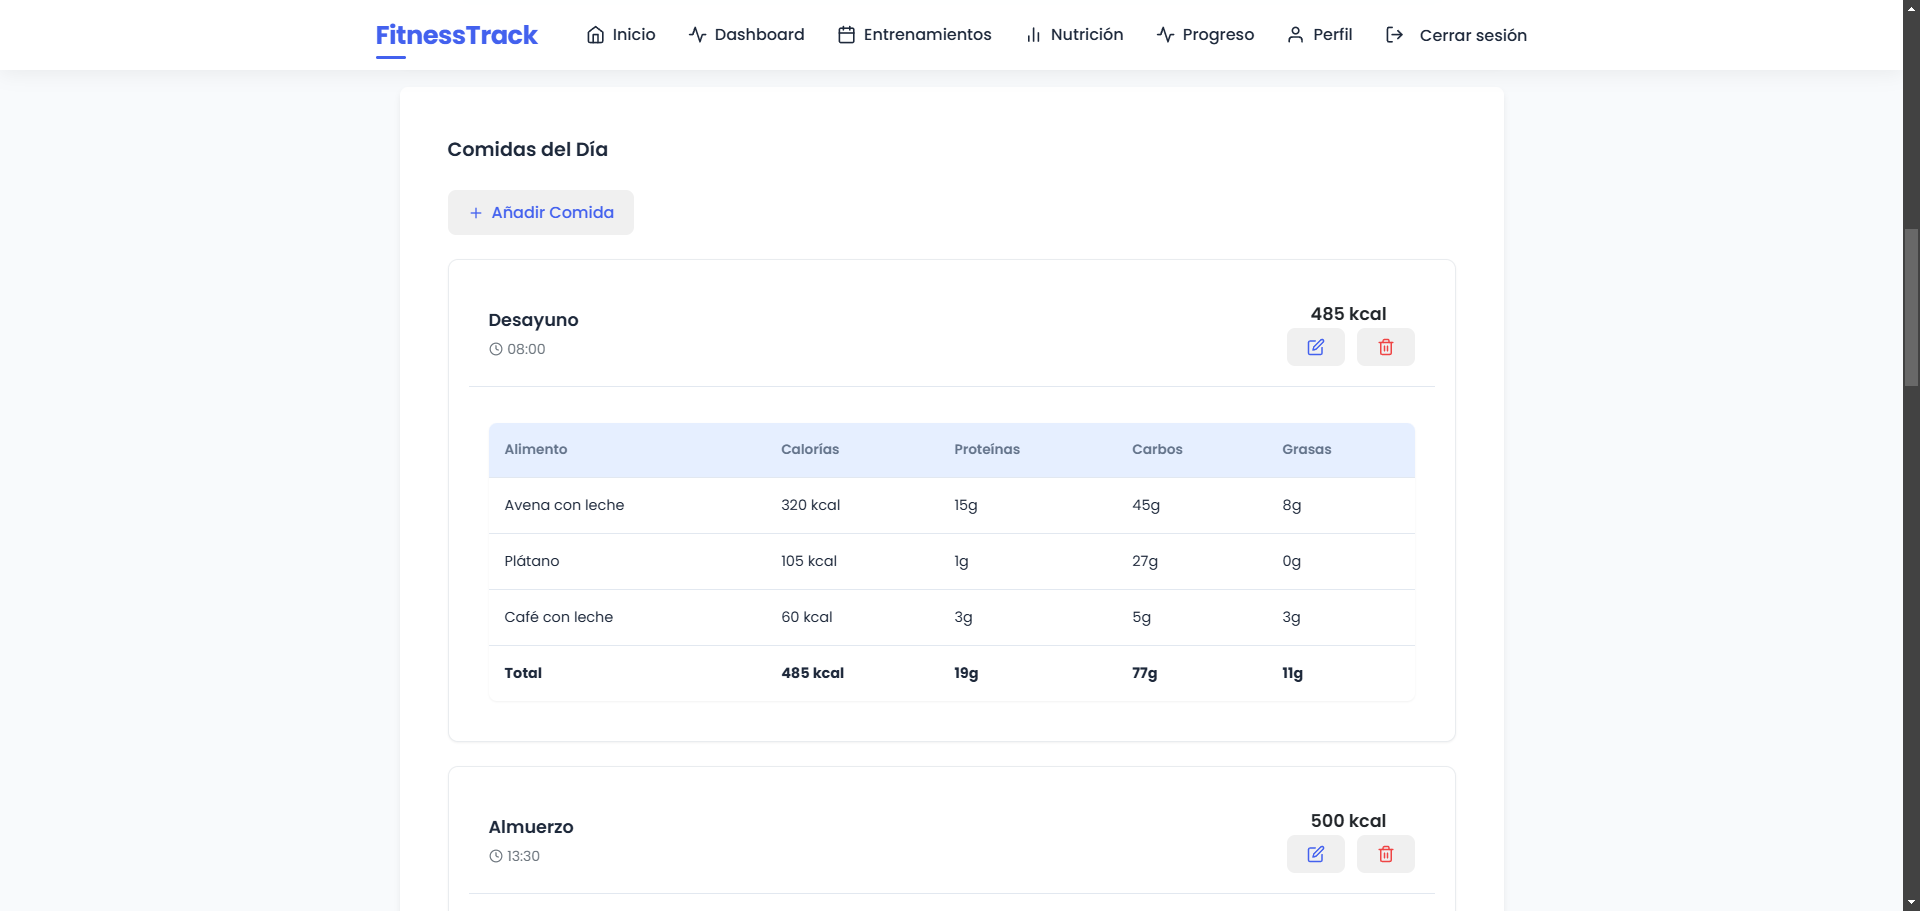 FitnessTrack Inicio Dashboard Entrenamientos Nutrición Progreso Perfil Cerrar sesión
Comidas del Día
+ Añadir Comida
Desayuno 485 kcal
08:00
Alimento Calorías Proteínas Carbos Grasas
Avena con leche 320 kcal 15g 45g 8g
Plátano 105 kcal 1g 27g 0g
Café con leche 60 kcal 3g 5g 3g
Total 485 kcal 19g 77g 11g
Almuerzo 500 kcal
13:30